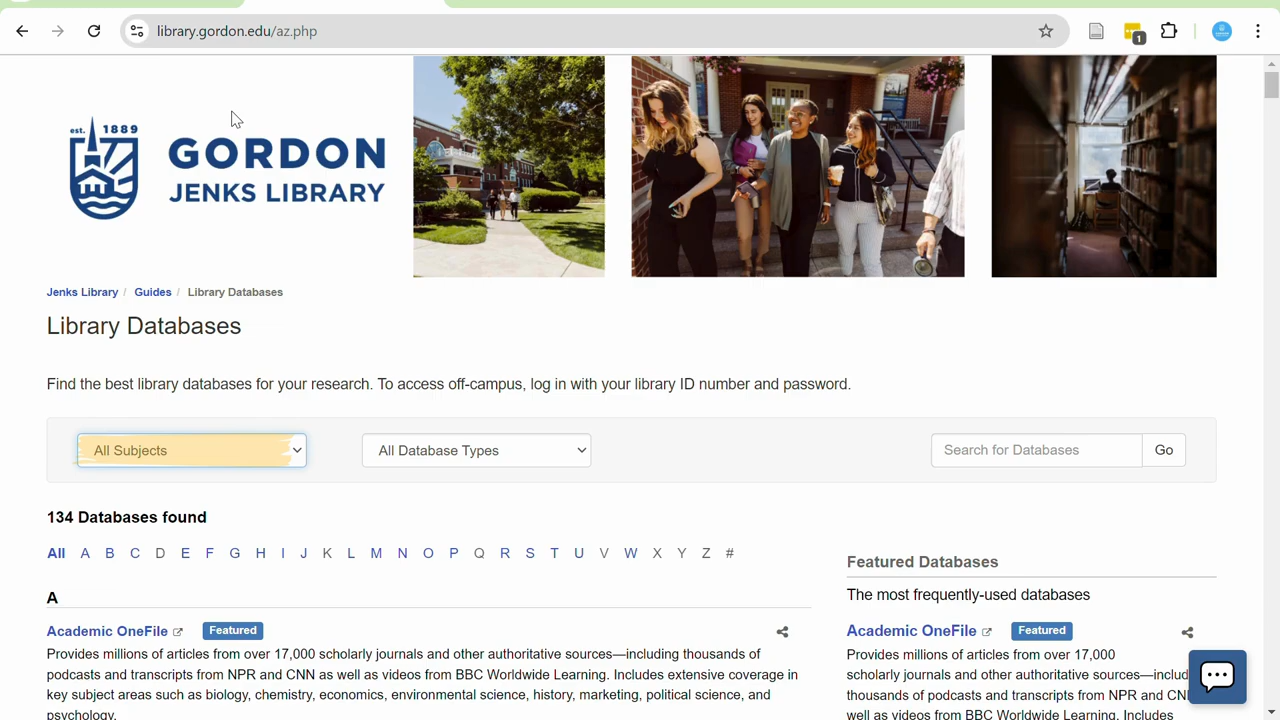 library.gordon.edu/az.php
1
est. 1889
GORDON
JENKS LIBRARY
Jenks Library / Guides / Library Databases
Library Databases
Find the best library databases for your research. To access off-campus, log in with your library ID number and password.
All Subjects
All Database Types
Search for Databases
Go
134 Databases found
All A B C D E F G H I J K L M N O P Q R S T U V W X Y Z #
A
Academic OneFile
Featured
Provides millions of articles from over 17,000 scholarly journals and other authoritative sources—including thousands of
podcasts and transcripts from NPR and CNN as well as videos from BBC Worldwide Learning. Includes extensive coverage in
key subject areas such as biology, chemistry, economics, environmental science, history, marketing, political science, and
psychology.
Featured Databases
The most frequently-used databases
Academic OneFile
Featured
Provides millions of articles from over 17,000
scholarly journals and other authoritative sources—includ
thousands of podcasts and transcripts from NPR and CN
well as videos from BBC Worldwide Learning. Includes